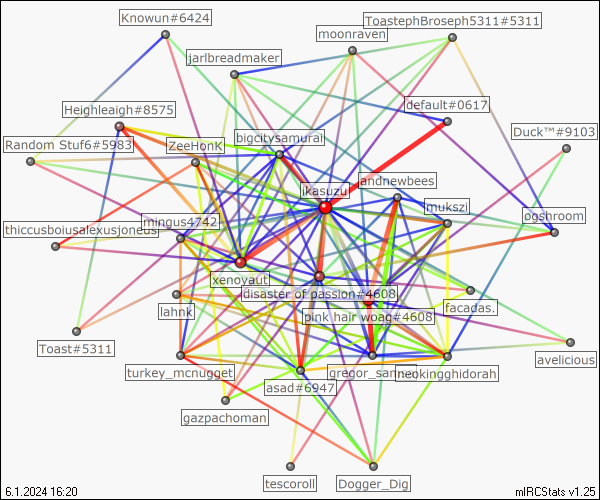 Knowun#6424
ToastephBroseph5311#5311
moonraven
jarlbreadmaker
default#0617
Heighleaigh#8575
Duck™#9103
Random Stuf6#5983
ZeeHonK
bigcitysamurai
ikasuzu
andnewbees
mukszi
ogshroom
thiccusboiusalexusjoneus
mingus4742
xenovaut
disaster of passion#4608
facadas.
lahnk
pink hair woag#4608
Toast#5311
avelicious
turkey_mcnugget
asad#6947
neokingghidorah
gazpachoman
tescoroll
Dogger_Dig
6.1.2024 16:20
mIRCStats v1.25